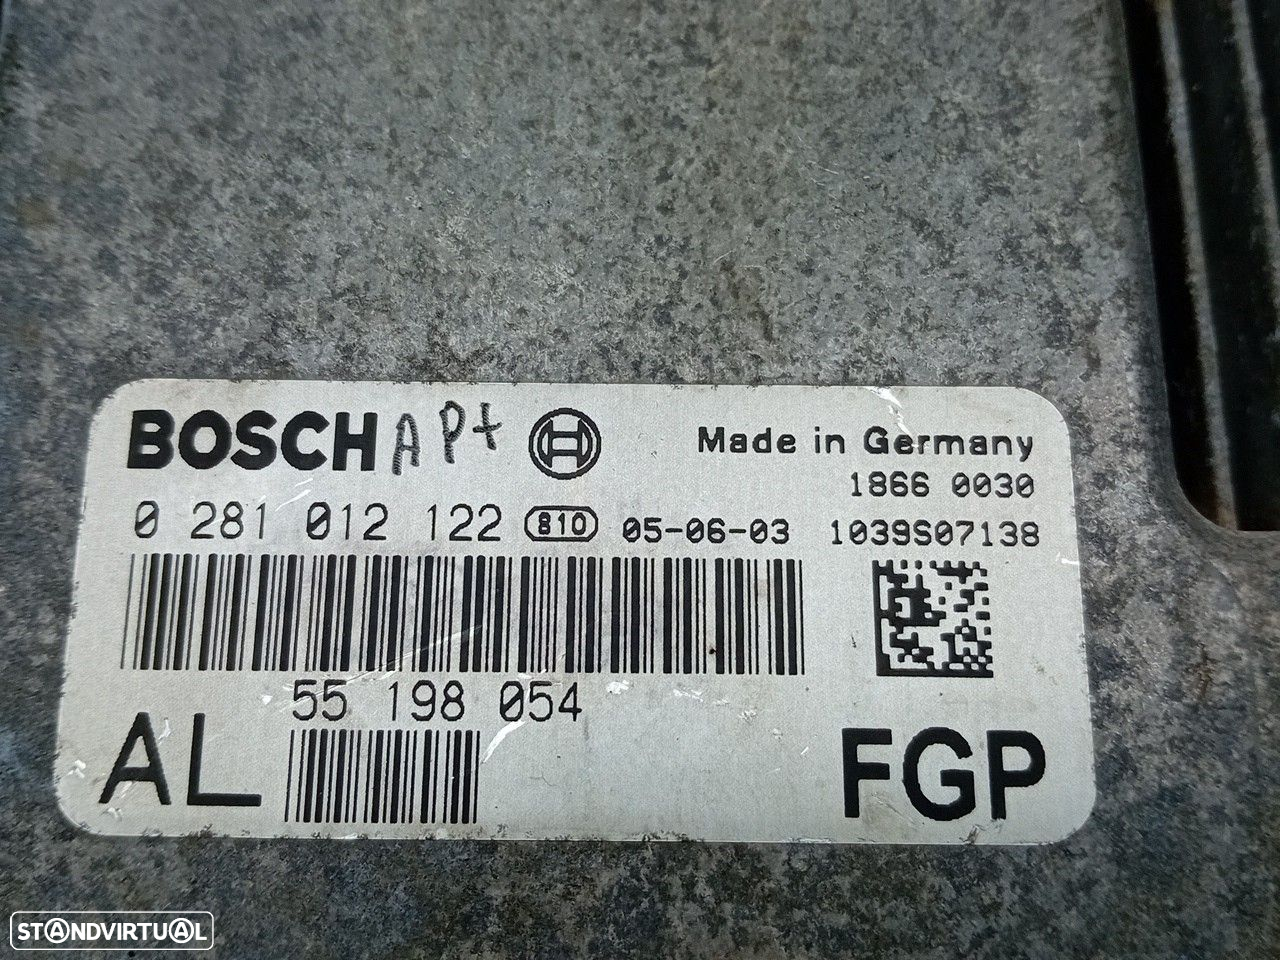 BOSCH AP+ Made in Germany
1866 0030
0 281 012 122 810 05-06-03 1039S07138
55 198 054
AL FGP
STANDVIRTUAL